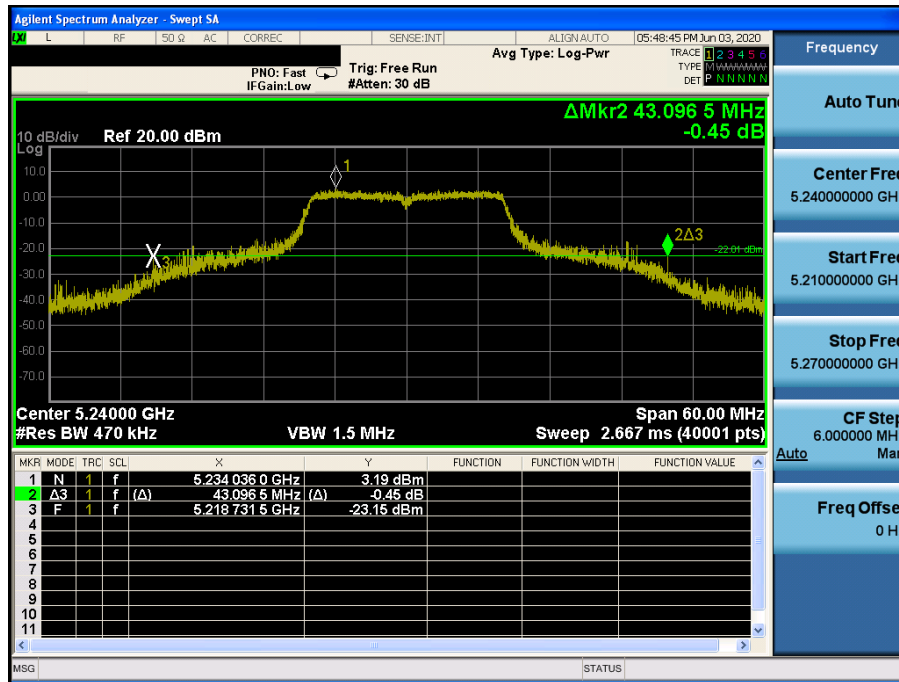 Agilent Spectrum Analyzer - Swept SA
LXI L RF 50 Ω AC CORREC SENSE:INT ALIGN AUTO 05:48:45 PM Jun 03, 2020
Frequency
Avg Type: Log-Pwr
TRACE 1 2 3 4 5 6
PNO: Fast Trig: Free Run
TYPE M WWWWW
IFGain:Low #Atten: 30 dB
DET P N N N N N
Auto Tune
ΔMkr2 43.096 5 MHz
-0.45 dB
10 dB/div Ref 20.00 dBm
Log
10.0
0.00
-10.0
-20.0
-30.0
-40.0
-50.0
-60.0
-70.0
1
X3
2Δ3
-22.01 dBm
Center Freq
5.240000000 GH
Start Freq
5.210000000 GH
Stop Freq
5.270000000 GH
Center 5.24000 GHz Span 60.00 MHz
#Res BW 470 kHz VBW 1.5 MHz Sweep 2.667 ms (40001 pts)
CF Step
6.000000 MH
Auto Man
MKR MODE TRC SCL X Y FUNCTION FUNCTION WIDTH FUNCTION VALUE
1 N 1 f 5.234 036 0 GHz 3.19 dBm
2 Δ3 1 f (Δ) 43.096 5 MHz (Δ) -0.45 dB
3 F 1 f 5.218 731 5 GHz -23.15 dBm
4
5
6
7
8
9
10
11
Freq Offse
0 H
MSG STATUS